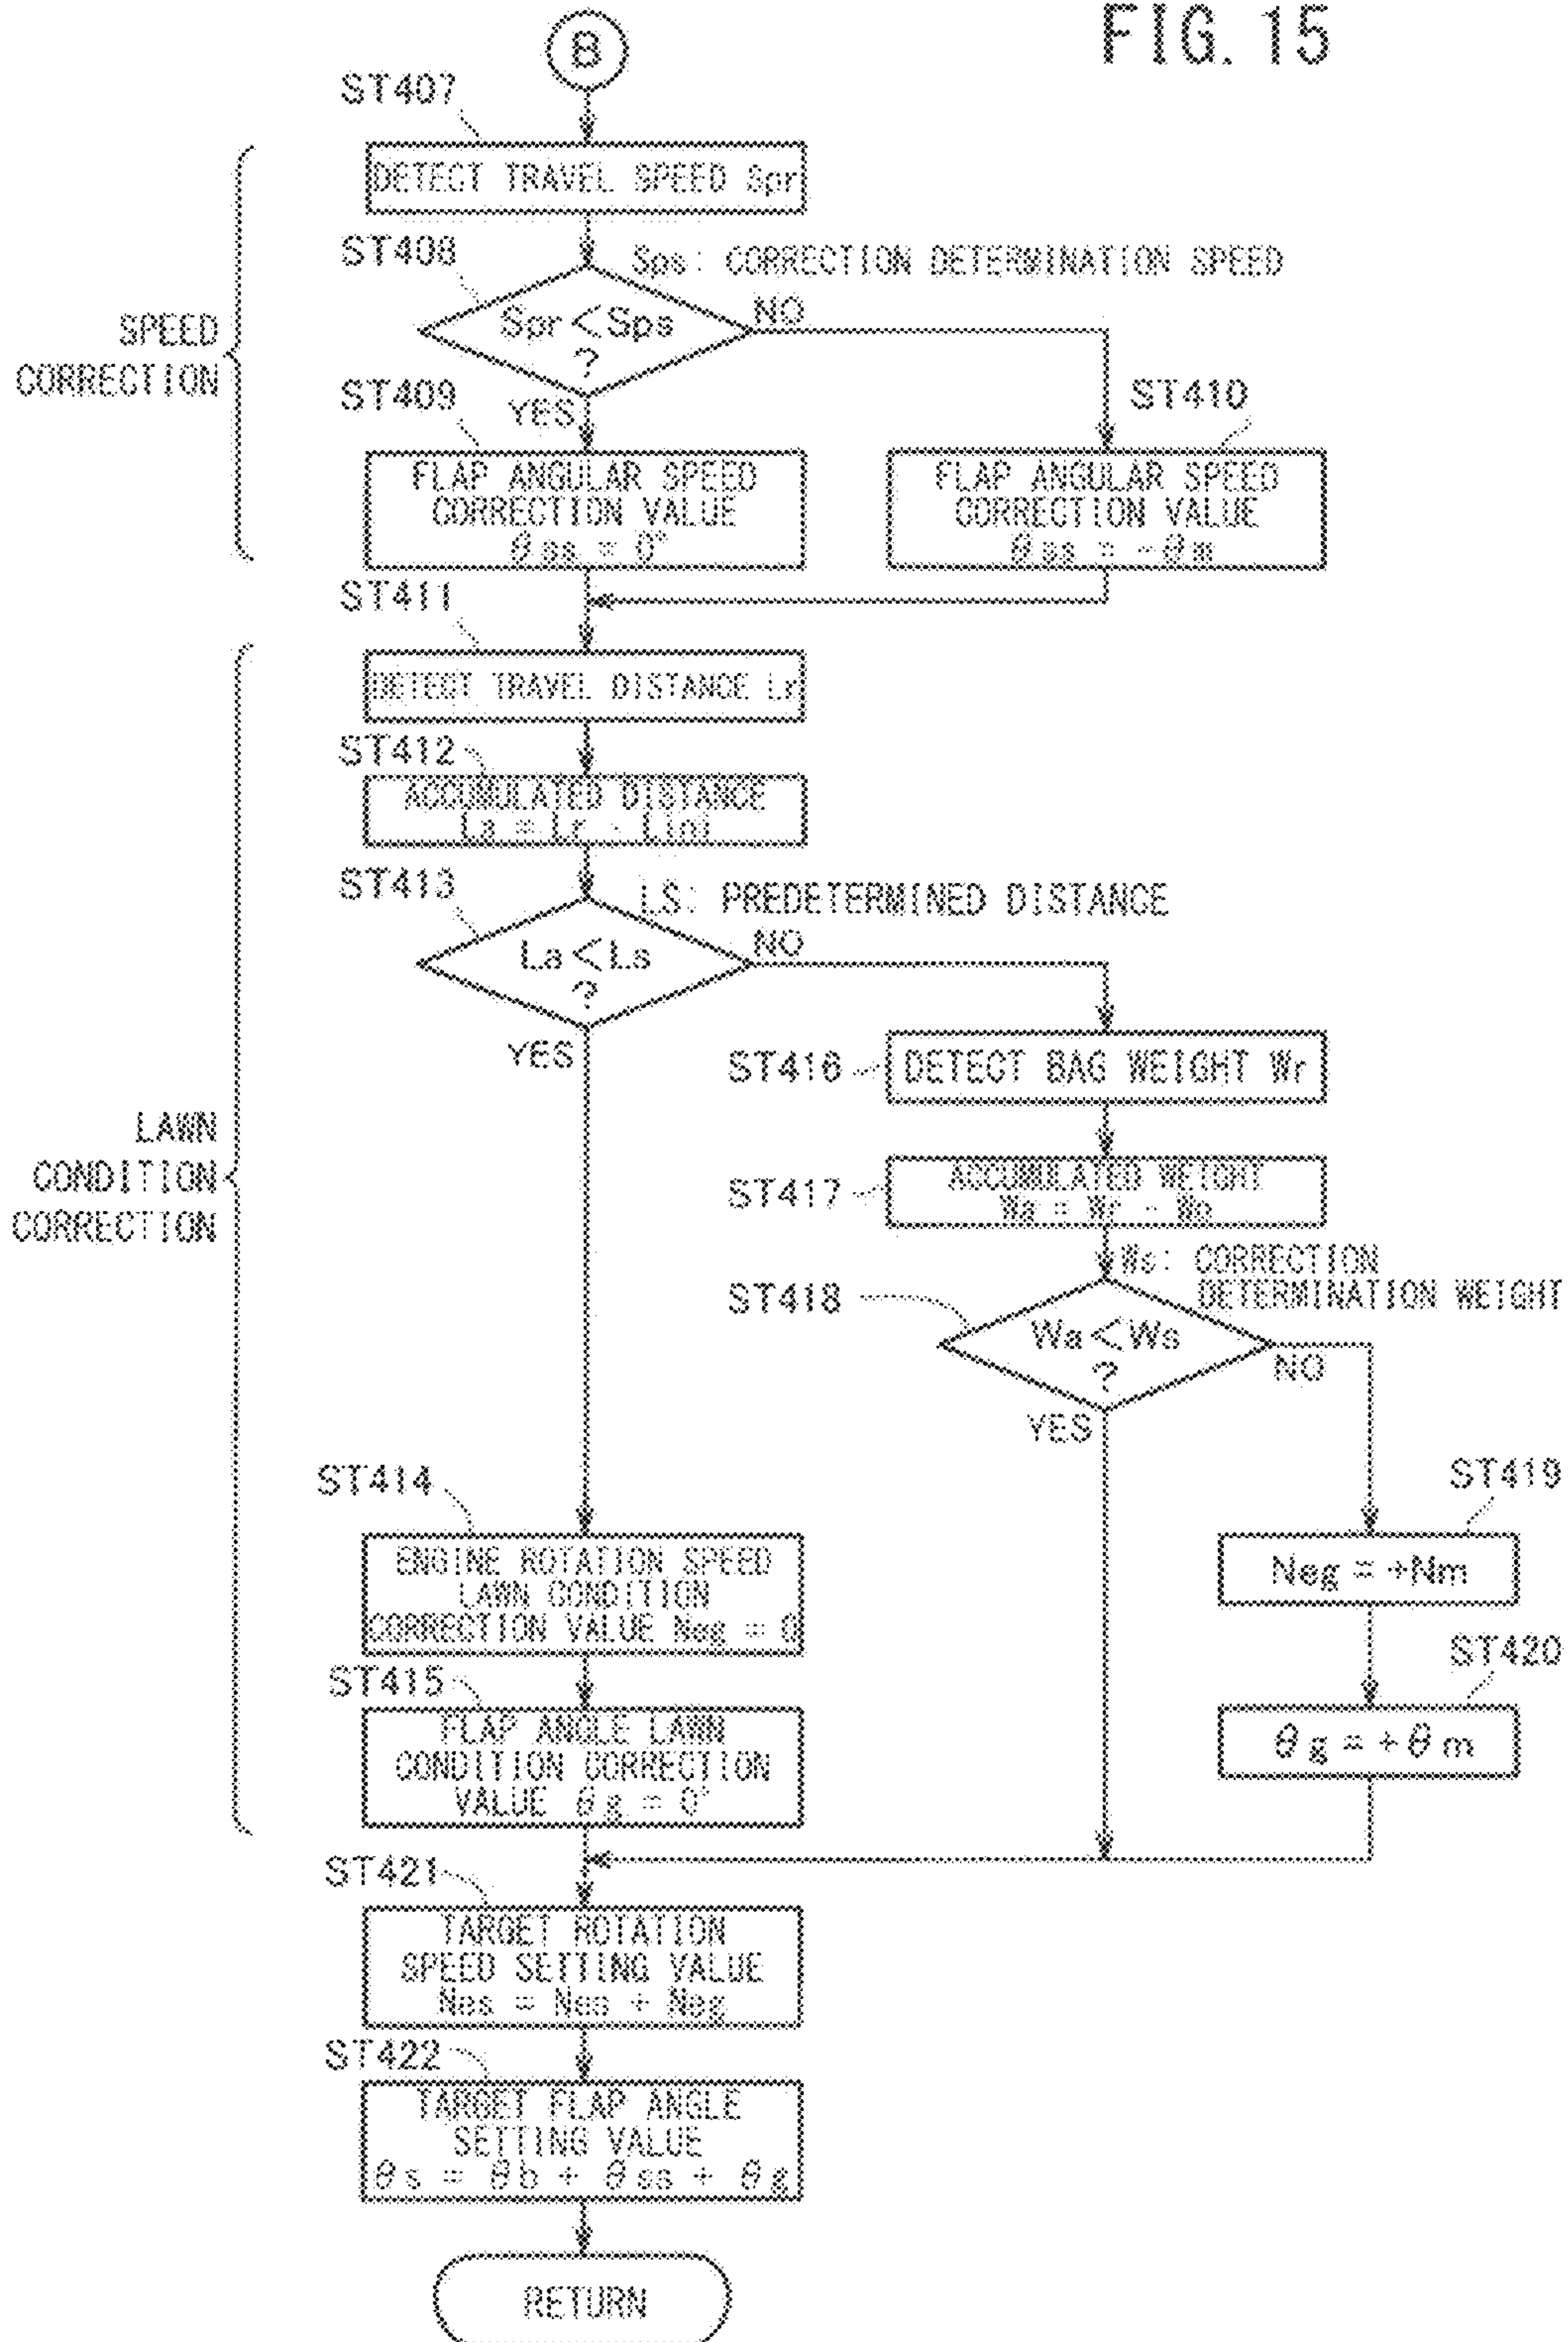 FIG. 15
B
ST407
DETECT TRAVEL SPEED Spr
ST408
Sps: CORRECTION DETERMINATION SPEED
Spr < Sps
?
NO
YES
SPEED
CORRECTION
ST409
FLAP ANGULAR SPEED
CORRECTION VALUE
θss = 0°
ST410
FLAP ANGULAR SPEED
CORRECTION VALUE
θss = -θm
ST411
DETECT TRAVEL DISTANCE Lr
ST412
ACCUMULATED DISTANCE
La = Lr - Lini
ST413
LS: PREDETERMINED DISTANCE
La < Ls
?
NO
YES
LAWN
CONDITION
CORRECTION
ST416
DETECT BAG WEIGHT Wr
ST417
ACCUMULATED WEIGHT
Wa = Wr - Wo
Ws: CORRECTION
DETERMINATION WEIGHT
ST418
Wa < Ws
?
NO
YES
ST414
ENGINE ROTATION SPEED
LAWN CONDITION
CORRECTION VALUE Neg = 0
ST415
FLAP ANGLE LAWN
CONDITION CORRECTION
VALUE θg = 0°
ST419
Neg = +Nm
ST420
θg = +θm
ST421
TARGET ROTATION
SPEED SETTING VALUE
Nes = Nes + Neg
ST422
TARGET FLAP ANGLE
SETTING VALUE
θs = θb + θss + θg
RETURN